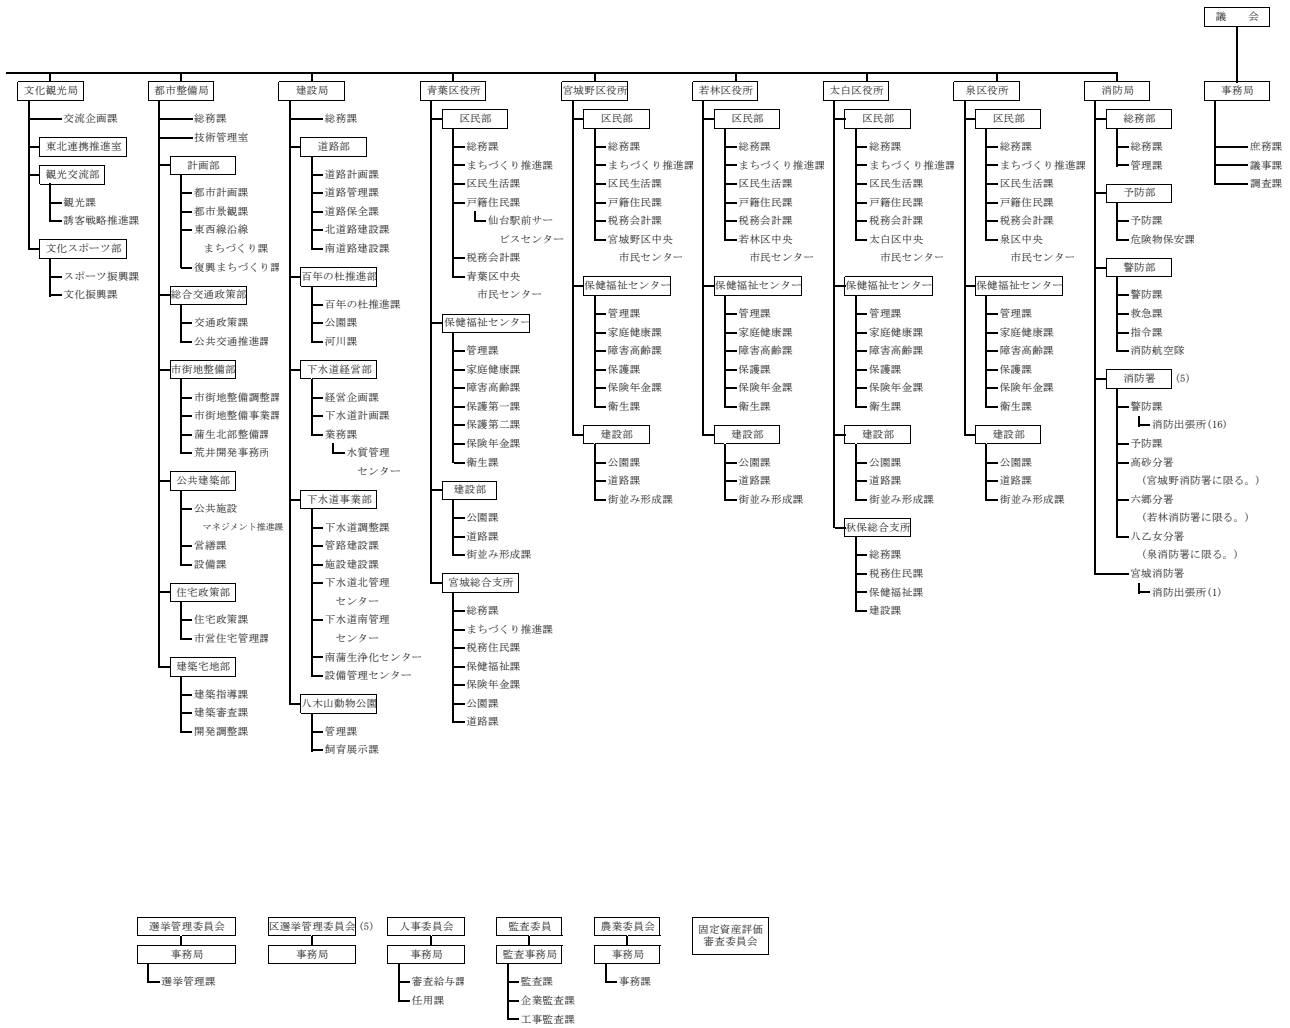 議　会
文化観光局
交流企画課
東北連携推進室
観光交流部
観光課
誘客戦略推進課
文化スポーツ部
スポーツ振興課
文化振興課
都市整備局
総務課
技術管理室
計画部
都市計画課
都市景観課
東西線沿線
まちづくり課
復興まちづくり課
総合交通政策部
交通政策課
公共交通推進課
市街地整備部
市街地整備調整課
市街地整備事業課
蒲生北部整備課
荒井開発事務所
公共建築部
公共施設
マネジメント推進課
営繕課
設備課
住宅政策部
住宅政策課
市営住宅管理課
建築宅地部
建築指導課
建築審査課
開発調整課
建設局
総務課
道路部
道路計画課
道路管理課
道路保全課
北道路建設課
南道路建設課
百年の杜推進部
百年の杜推進課
公園課
河川課
下水道経営部
経営企画課
下水道計画課
業務課
水質管理
センター
下水道事業部
下水道調整課
管路建設課
施設建設課
下水道北管理
センター
下水道南管理
センター
南蒲生浄化センター
設備管理センター
八木山動物公園
管理課
飼育展示課
青葉区役所
区民部
総務課
まちづくり推進課
区民生活課
戸籍住民課
仙台駅前サー
ビスセンター
税務会計課
青葉区中央
市民センター
保健福祉センター
管理課
家庭健康課
障害高齢課
保護第一課
保護第二課
保険年金課
衛生課
建設部
公園課
道路課
街並み形成課
宮城総合支所
総務課
まちづくり推進課
税務住民課
保健福祉課
保険年金課
公園課
道路課
宮城野区役所
区民部
総務課
まちづくり推進課
区民生活課
戸籍住民課
税務会計課
宮城野区中央
市民センター
保健福祉センター
管理課
家庭健康課
障害高齢課
保護課
保険年金課
衛生課
建設部
公園課
道路課
街並み形成課
若林区役所
区民部
総務課
まちづくり推進課
区民生活課
戸籍住民課
税務会計課
若林区中央
市民センター
保健福祉センター
管理課
家庭健康課
障害高齢課
保護課
保険年金課
衛生課
建設部
公園課
道路課
街並み形成課
太白区役所
区民部
総務課
まちづくり推進課
区民生活課
戸籍住民課
税務会計課
太白区中央
市民センター
保健福祉センター
管理課
家庭健康課
障害高齢課
保護課
保険年金課
衛生課
建設部
公園課
道路課
街並み形成課
秋保総合支所
総務課
税務住民課
保健福祉課
建設課
泉区役所
区民部
総務課
まちづくり推進課
区民生活課
戸籍住民課
税務会計課
泉区中央
市民センター
保健福祉センター
管理課
家庭健康課
障害高齢課
保護課
保険年金課
衛生課
建設部
公園課
道路課
街並み形成課
消防局
総務部
総務課
管理課
予防部
予防課
危険物保安課
警防部
警防課
救急課
指令課
消防航空隊
消防署 (5)
警防課
消防出張所(16)
予防課
高砂分署
（宮城野消防署に限る。）
六郷分署
（若林消防署に限る。）
八乙女分署
（泉消防署に限る。）
宮城消防署
消防出張所(1)
事務局
庶務課
議事課
調査課
選挙管理委員会
事務局
選挙管理課
区選挙管理委員会 (5)
事務局
人事委員会
事務局
審査給与課
任用課
監査委員
監査事務局
監査課
企業監査課
工事監査課
農業委員会
事務局
事務課
固定資産評価
審査委員会